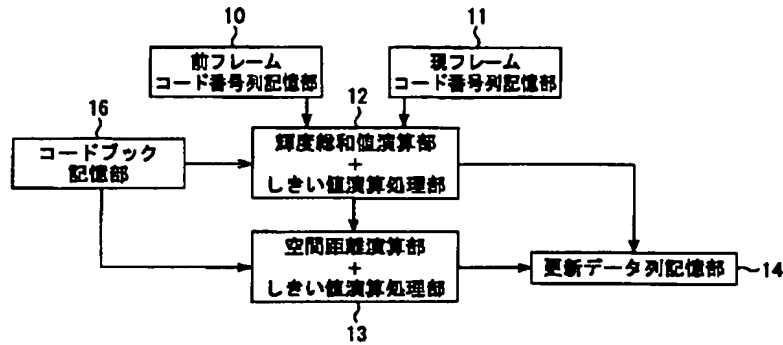 10
前フレーム
コード番号列記憶部
11
現フレーム
コード番号列記憶部
16
コードブック
記憶部
12
輝度総和値演算部
+
しきい値演算処理部
空間距離演算部
+
しきい値演算処理部
13
更新データ列記憶部
14